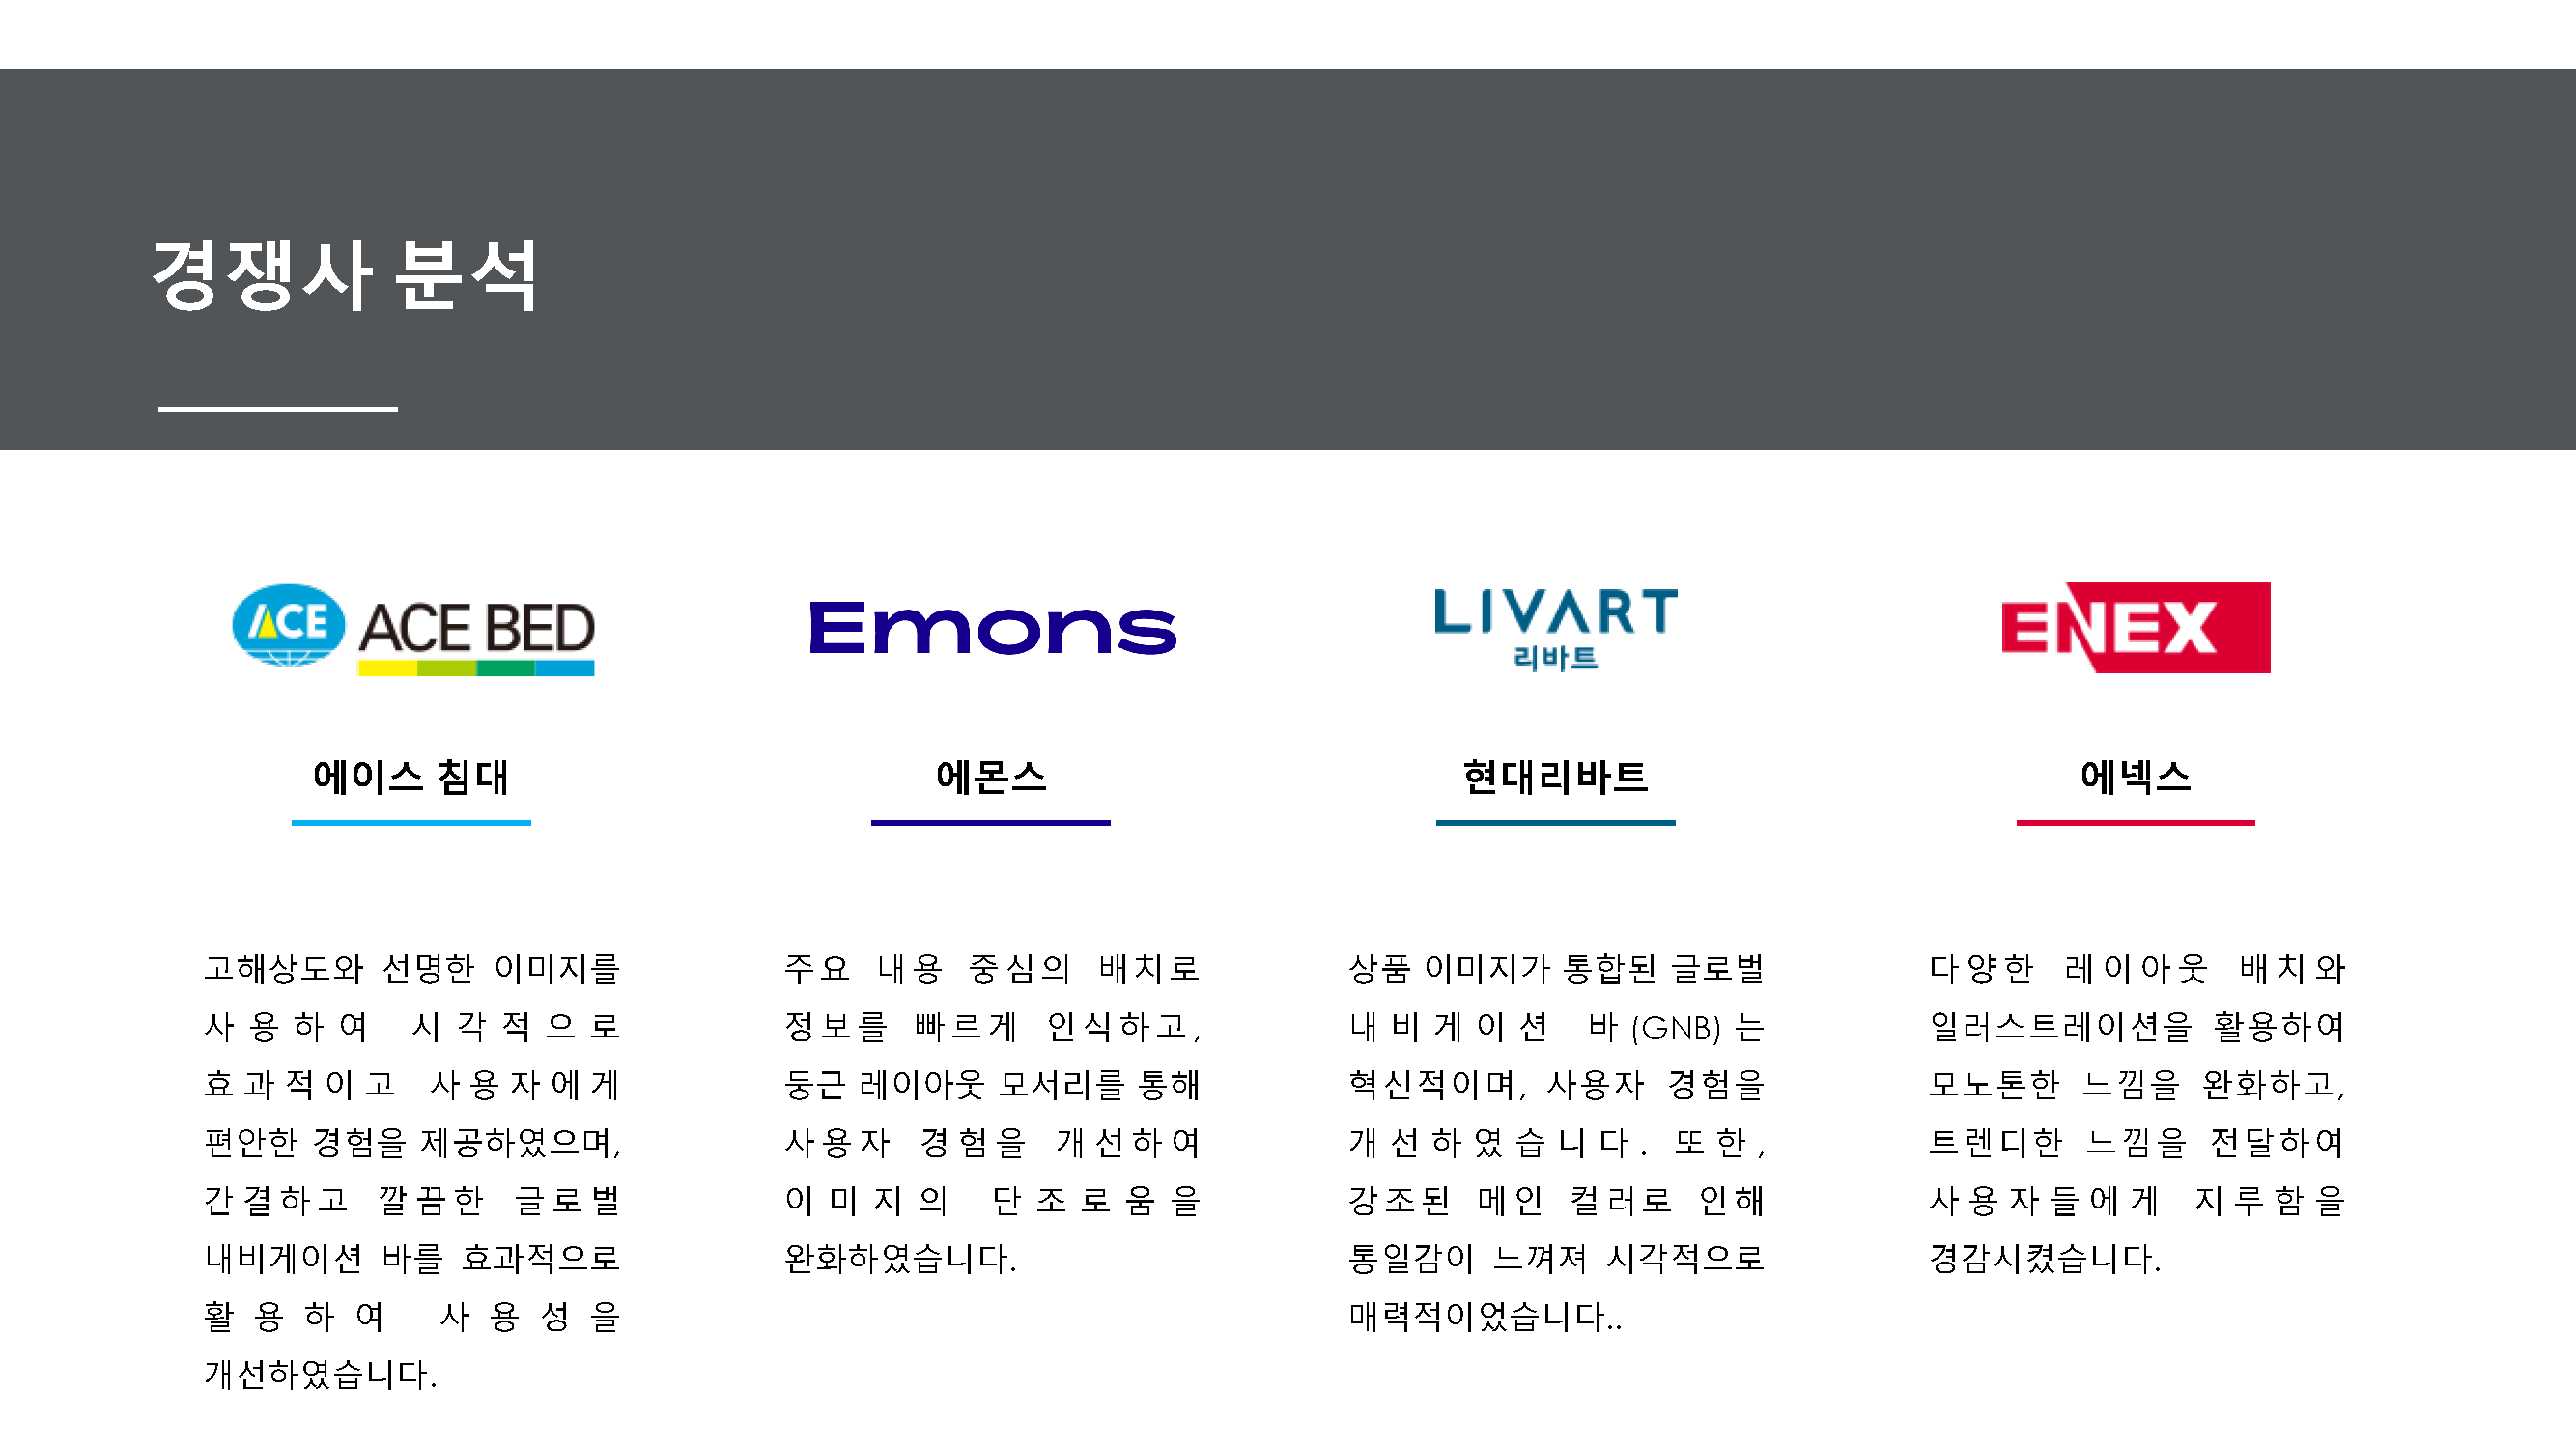 경쟁사 분석
ACE ACE BED
에이스 침대
고해상도와 선명한 이미지를
사용하여 시각적으로
효과적이고 사용자에게
편안한 경험을 제공하였으며,
간결하고 깔끔한 글로벌
내비게이션 바를 효과적으로
활용하여 사용성을
개선하였습니다.
Emons
에몬스
주요 내용 중심의 배치로
정보를 빠르게 인식하고,
둥근 레이아웃 모서리를 통해
사용자 경험을 개선하여
이미지의 단조로움을
완화하였습니다.
LIVART
리바트
현대리바트
상품 이미지가 통합된 글로벌
내비게이션 바(GNB)는
혁신적이며, 사용자 경험을
개선하였습니다. 또한,
강조된 메인 컬러로 인해
통일감이 느껴져 시각적으로
매력적이었습니다..
ENEX
에넥스
다양한 레이아웃 배치와
일러스트레이션을 활용하여
모노톤한 느낌을 완화하고,
트렌디한 느낌을 전달하여
사용자들에게 지루함을
경감시켰습니다.